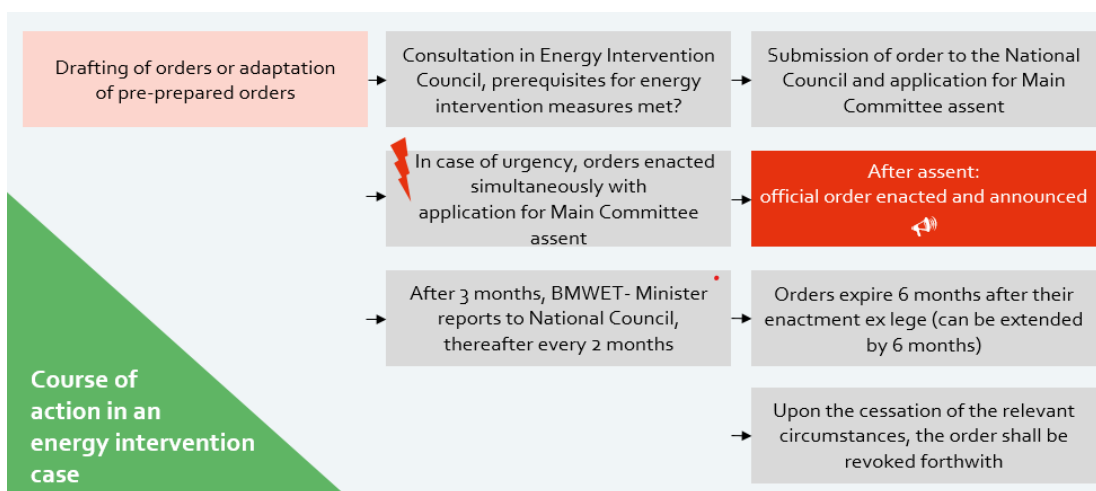 Drafting of orders or adaptation
of pre-prepared orders
Consultation in Energy Intervention
Council, prerequisites for energy
intervention measures met?
Submission of order to the National
Council and application for Main
Committee assent
In case of urgency, orders enacted
simultaneously with
application for Main Committee
assent
After assent:
official order enacted and announced
After 3 months, BMWET- Minister
reports to National Council,
thereafter every 2 months
Orders expire 6 months after their
enactment ex lege (can be extended
by 6 months)
Upon the cessation of the relevant
circumstances, the order shall be
revoked forthwith
Course of
action in an
energy intervention
case